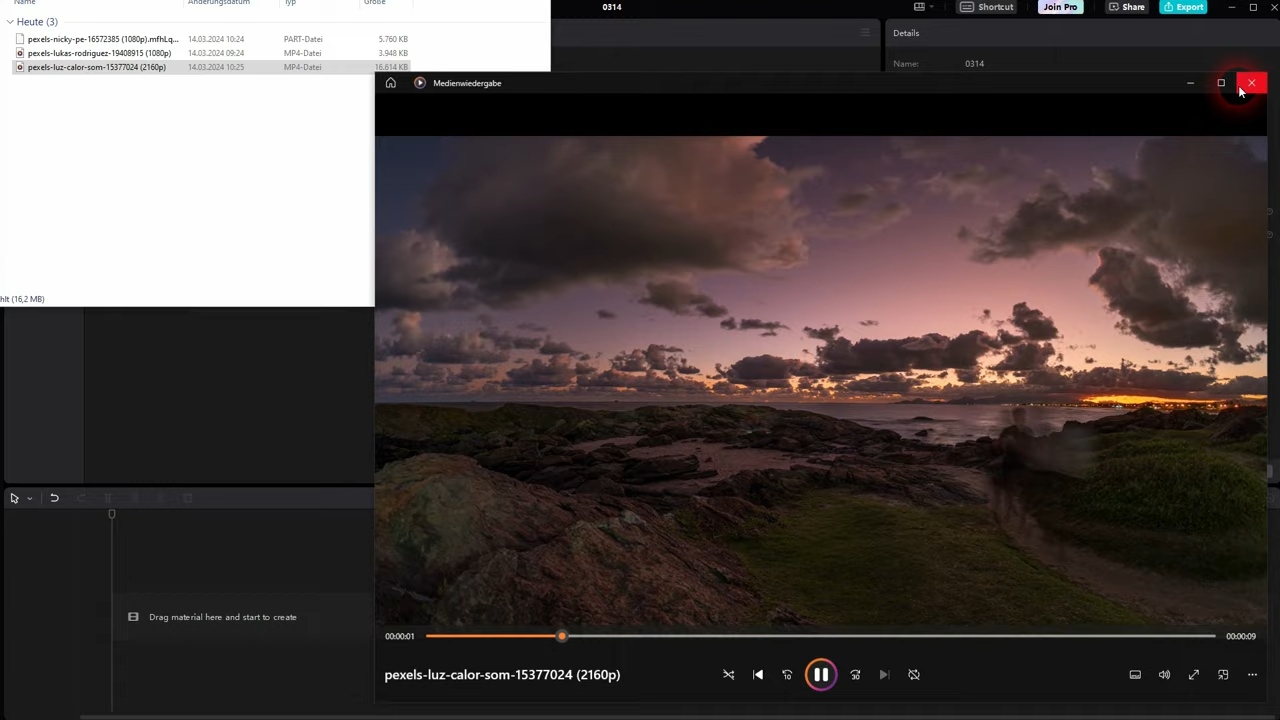 Name Änderungsdatum Typ Größe
Heute (3)
pexels-nicky-pe-16572385 (1080p).mfhLq... 14.03.2024 10:24 PART-Datei 5.760 KB
pexels-lukas-rodriguez-19408915 (1080p) 14.03.2024 09:24 MP4-Datei 3.948 KB
pexels-luz-calor-som-15377024 (2160p) 14.03.2024 10:25 MP4-Datei 16.614 KB
hlt (16,2 MB)
0314
Shortcut
Join Pro
Share
Export
Details
Name: 0314
Medienwiedergabe
Drag material here and start to create
00:00:01
00:00:09
pexels-luz-calor-som-15377024 (2160p)
10
30